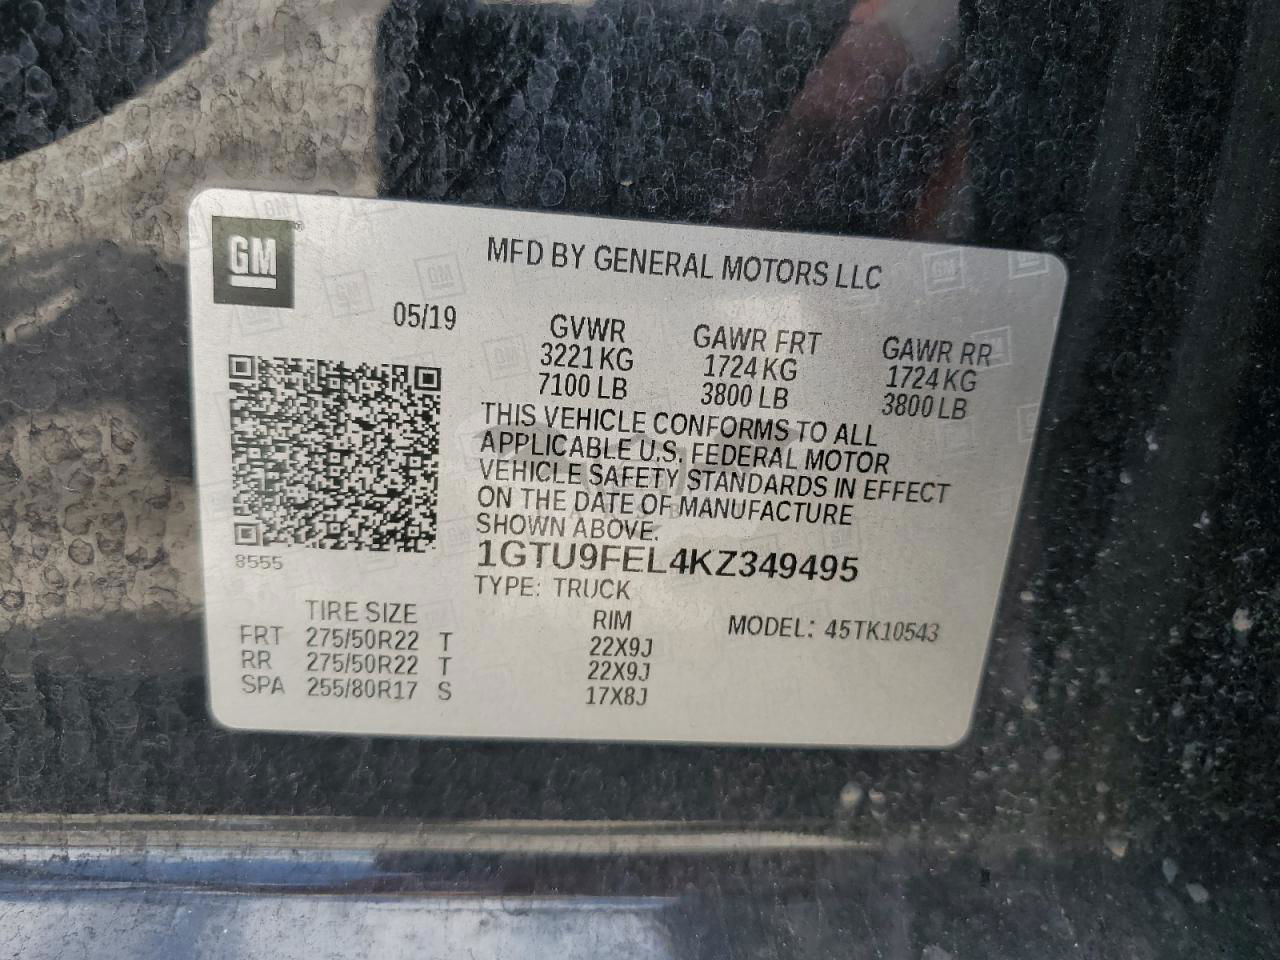 GM
MFD BY GENERAL MOTORS LLC
05/19
GVWR GAWR FRT GAWR RR
3221 KG 1724 KG 1724 KG
7100 LB 3800 LB 3800 LB
THIS VEHICLE CONFORMS TO ALL
APPLICABLE U.S. FEDERAL MOTOR
VEHICLE SAFETY STANDARDS IN EFFECT
ON THE DATE OF MANUFACTURE
SHOWN ABOVE.
8555
1GTU9FEL4KZ349495
TYPE: TRUCK
TIRE SIZE RIM MODEL: 45TK10543
FRT 275/50R22 T 22X9J
RR 275/50R22 T 22X9J
SPA 255/80R17 S 17X8J